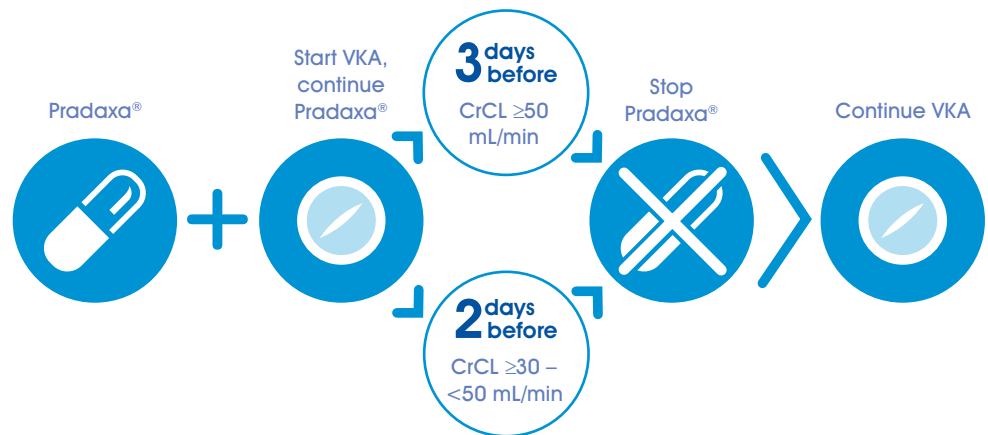 Pradaxa®
Start VKA,
continue
Pradaxa®
3 days
before
CrCL ≥50
mL/min
2 days
before
CrCL ≥30 –
<50 mL/min
Stop
Pradaxa®
Continue VKA